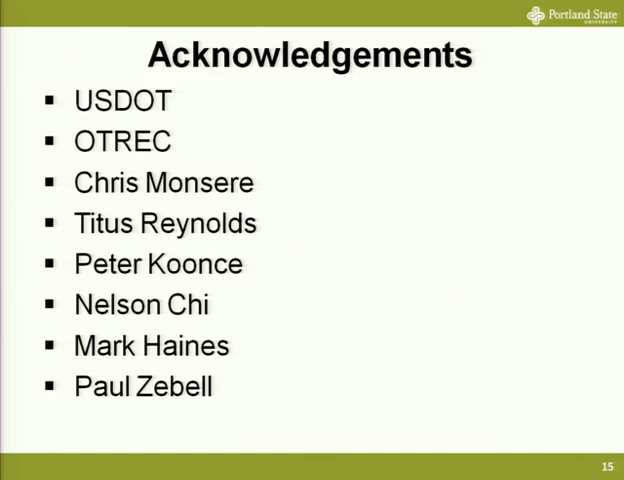 Portland State
UNIVERSITY
Acknowledgements
▪ USDOT
▪ OTREC
▪ Chris Monsere
▪ Titus Reynolds
▪ Peter Koonce
▪ Nelson Chi
▪ Mark Haines
▪ Paul Zebell
15